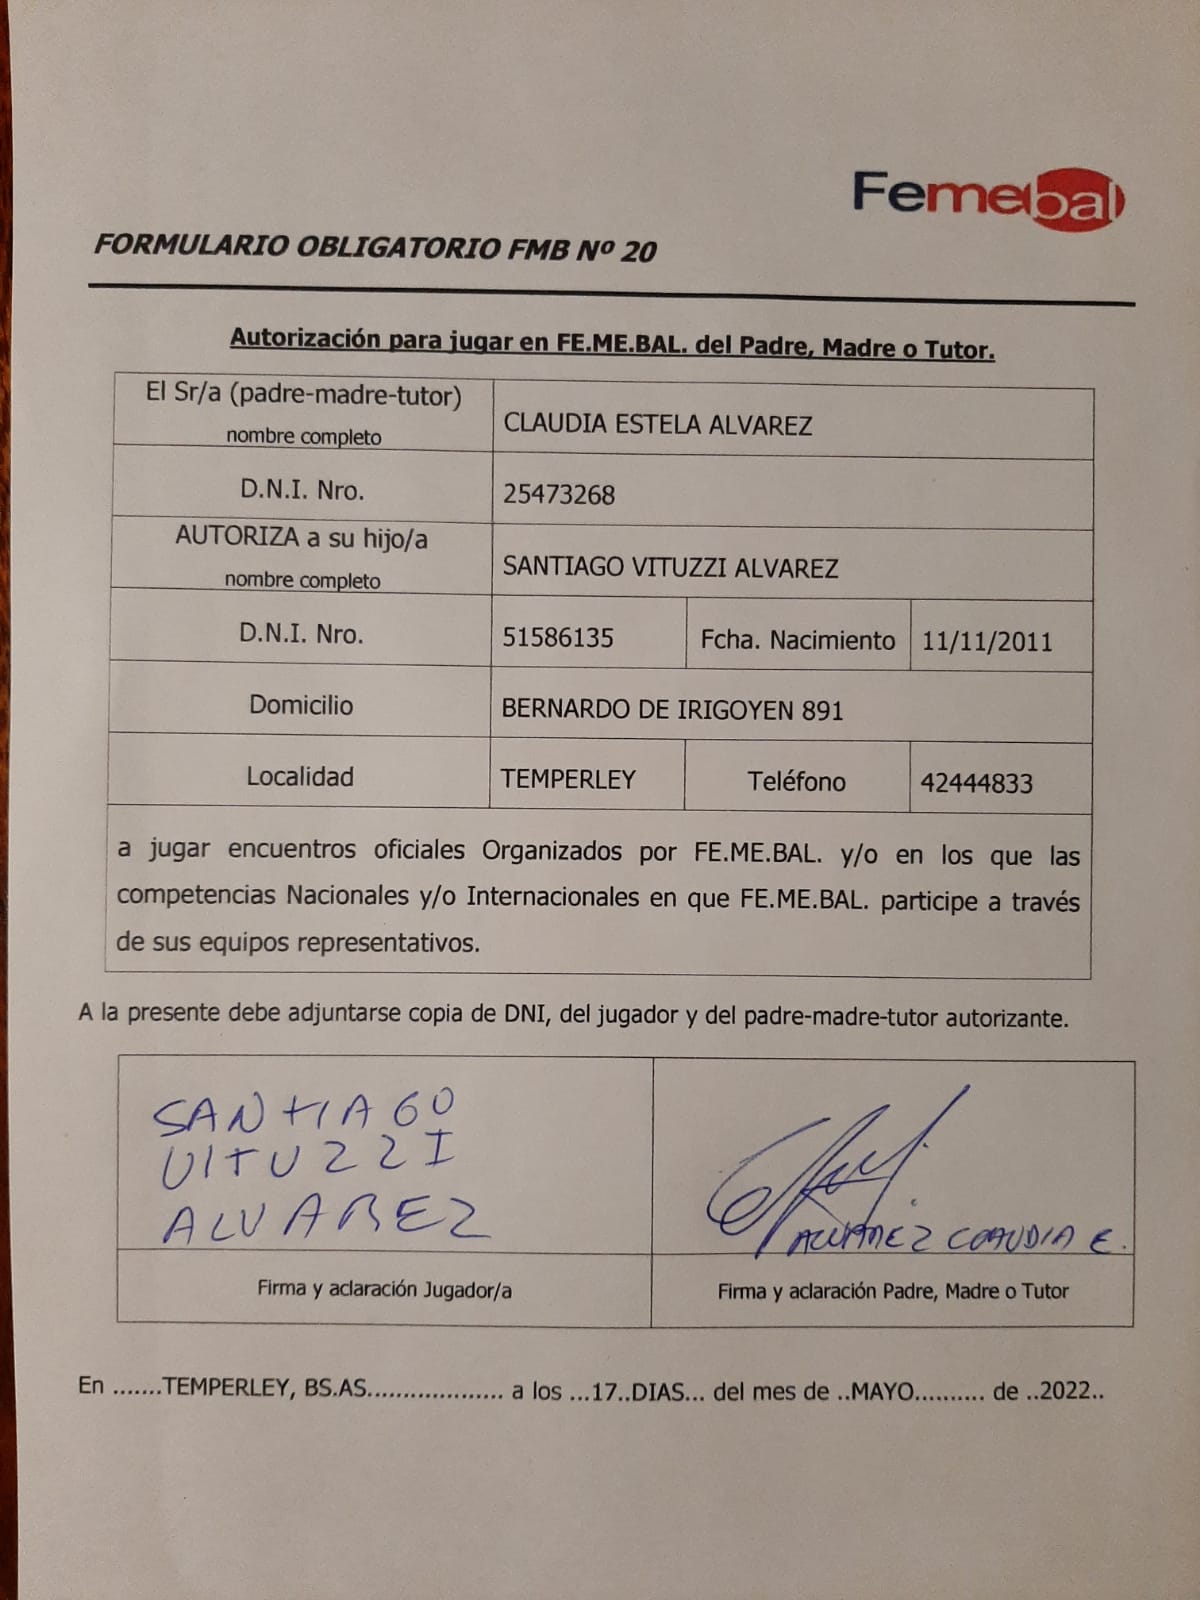 Femebal
FORMULARIO OBLIGATORIO FMB Nº 20
Autorización para jugar en FE.ME.BAL. del Padre, Madre o Tutor.
El Sr/a (padre-madre-tutor)
nombre completo
CLAUDIA ESTELA ALVAREZ
D.N.I. Nro.
25473268
AUTORIZA a su hijo/a
nombre completo
SANTIAGO VITUZZI ALVAREZ
D.N.I. Nro.
51586135
Fcha. Nacimiento
11/11/2011
Domicilio
BERNARDO DE IRIGOYEN 891
Localidad
TEMPERLEY
Teléfono
42444833
a jugar encuentros oficiales Organizados por FE.ME.BAL. y/o en los que las
competencias Nacionales y/o Internacionales en que FE.ME.BAL. participe a través
de sus equipos representativos.
A la presente debe adjuntarse copia de DNI, del jugador y del padre-madre-tutor autorizante.
SANTIAGO
VITUZZI
ALVAREZ
ALVAREZ CLAUDIA E.
Firma y aclaración Jugador/a
Firma y aclaración Padre, Madre o Tutor
En .......TEMPERLEY, BS.AS................... a los ...17..DIAS... del mes de ..MAYO.......... de ..2022..